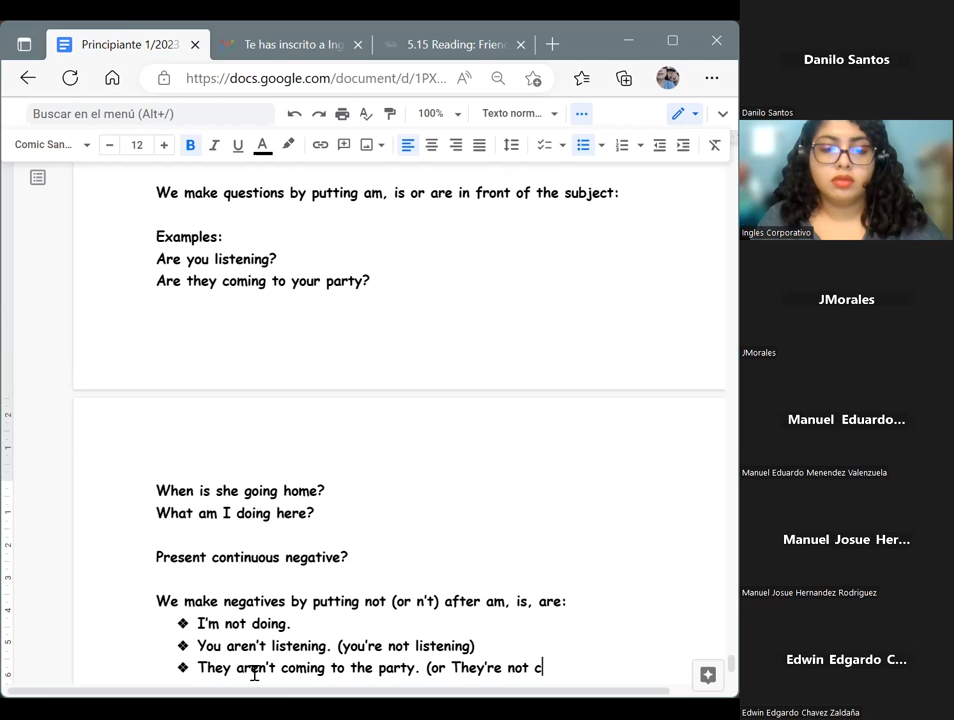 Principiante 1/2023
Te has inscrito a Ing
5.15 Reading: Frien
https://docs.google.com/document/d/1PX...
Buscar en el menú (Alt+/)
100%
Texto norm...
Comic San...
12
We make questions by putting am, is or are in front of the subject:
Examples:
Are you listening?
Are they coming to your party?
When is she going home?
What am I doing here?
Present continuous negative?
We make negatives by putting not (or n't) after am, is, are:
❖ I'm not doing.
❖ You aren't listening. (you're not listening)
❖ They aren't coming to the party. (or They're not c
Danilo Santos
Danilo Santos
Ingles Corporativo
JMorales
JMorales
Manuel Eduardo...
Manuel Eduardo Menendez Valenzuela
Manuel Josue Her...
Manuel Josue Hernandez Rodriguez
Edwin Edgardo C...
Edwin Edgardo Chavez Zaldaña